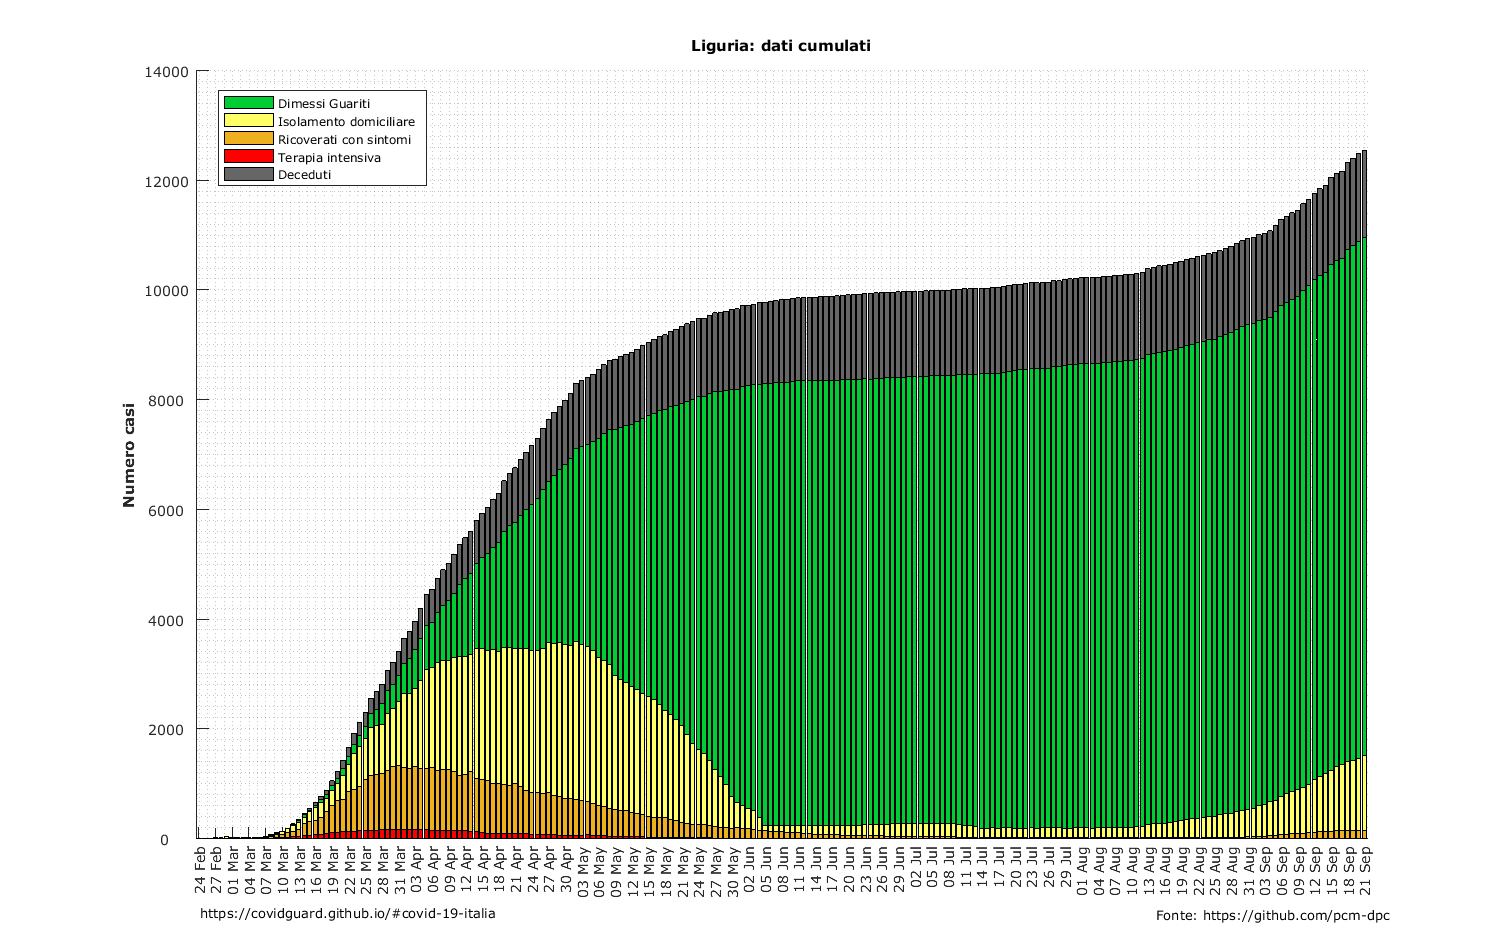 Liguria: dati cumulati
14000
12000
10000
8000
6000
4000
2000
0
Numero casi
Dimessi Guariti
Isolamento domiciliare
Ricoverati con sintomi
Terapia intensiva
Deceduti
24 Feb
27 Feb
01 Mar
04 Mar
07 Mar
10 Mar
13 Mar
16 Mar
19 Mar
22 Mar
25 Mar
28 Mar
31 Mar
03 Apr
06 Apr
09 Apr
12 Apr
15 Apr
18 Apr
21 Apr
24 Apr
27 Apr
30 Apr
03 May
06 May
09 May
12 May
15 May
18 May
21 May
24 May
27 May
30 May
02 Jun
05 Jun
08 Jun
11 Jun
14 Jun
17 Jun
20 Jun
23 Jun
26 Jun
29 Jun
02 Jul
05 Jul
08 Jul
11 Jul
14 Jul
17 Jul
20 Jul
23 Jul
26 Jul
29 Jul
01 Aug
04 Aug
07 Aug
10 Aug
13 Aug
16 Aug
19 Aug
22 Aug
25 Aug
28 Aug
31 Aug
03 Sep
06 Sep
09 Sep
12 Sep
15 Sep
18 Sep
21 Sep
https://covidguard.github.io/#covid-19-italia
Fonte: https://github.com/pcm-dpc